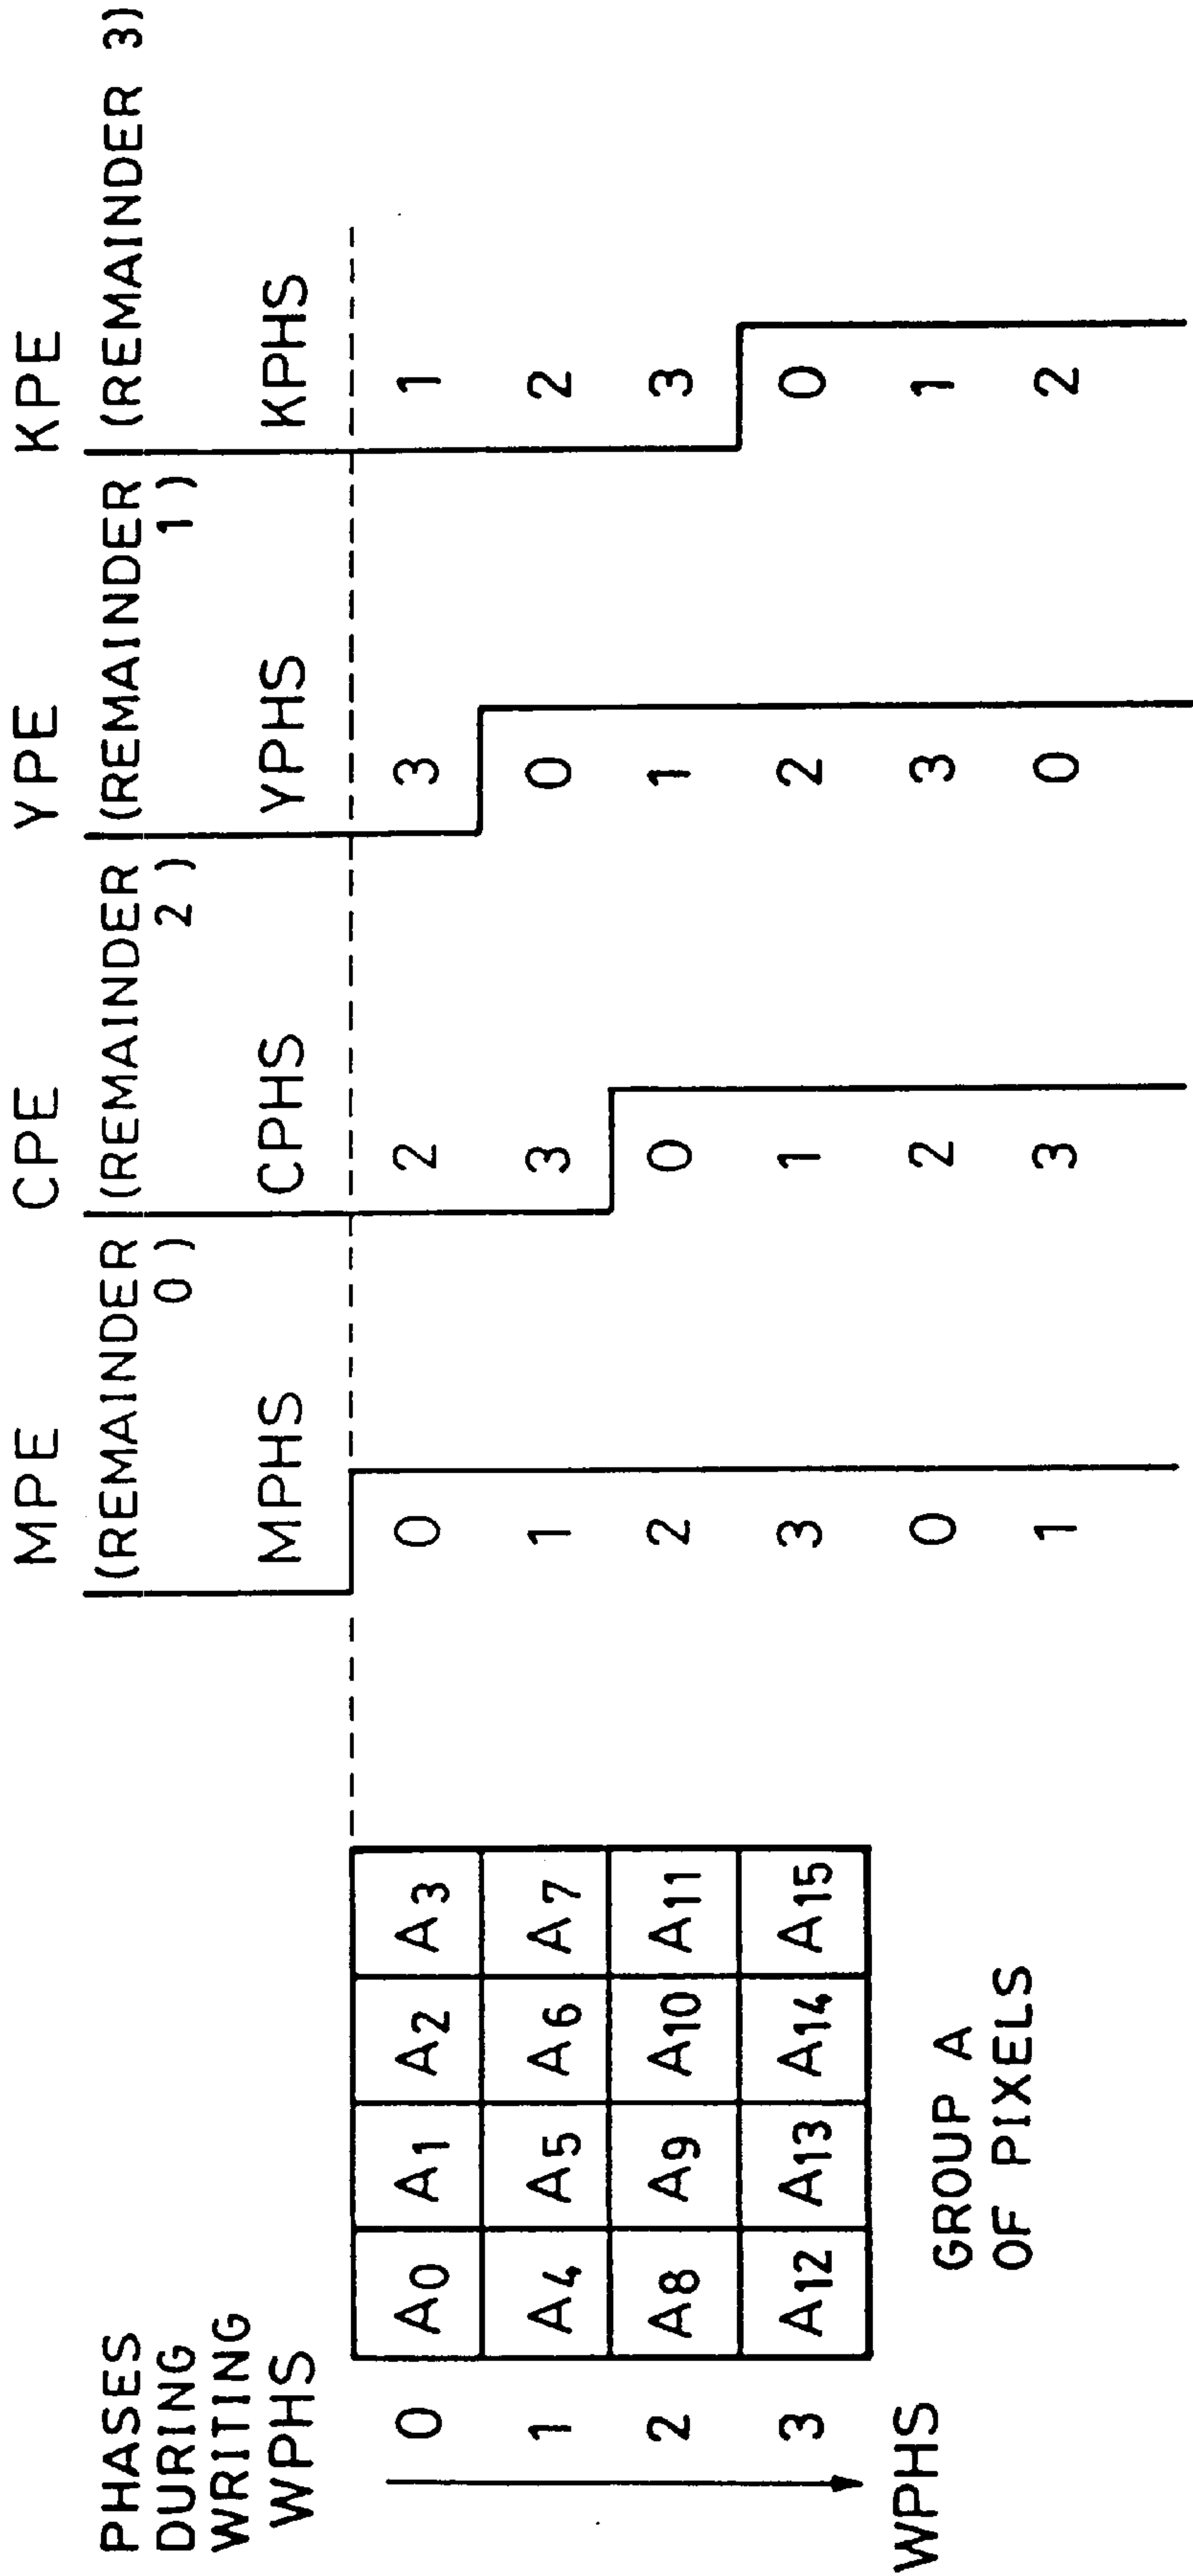 PHASES
DURING
WRITING
WPHS
MPE
(REMAINDER
0)
MPHS
CPE
(REMAINDER
2)
CPHS
YPE
(REMAINDER
1)
YPHS
KPE
(REMAINDER 3)
KPHS
0 A0 A1 A2 A3 0 2 3 1
1 A4 A5 A6 A7 1 3 0 2
2 A8 A9 A10 A11 2 0 1 3
3 A12 A13 A14 A15 3 1 2 0
0 2 3 1
1 3 0 2
WPHS
GROUP A
OF PIXELS